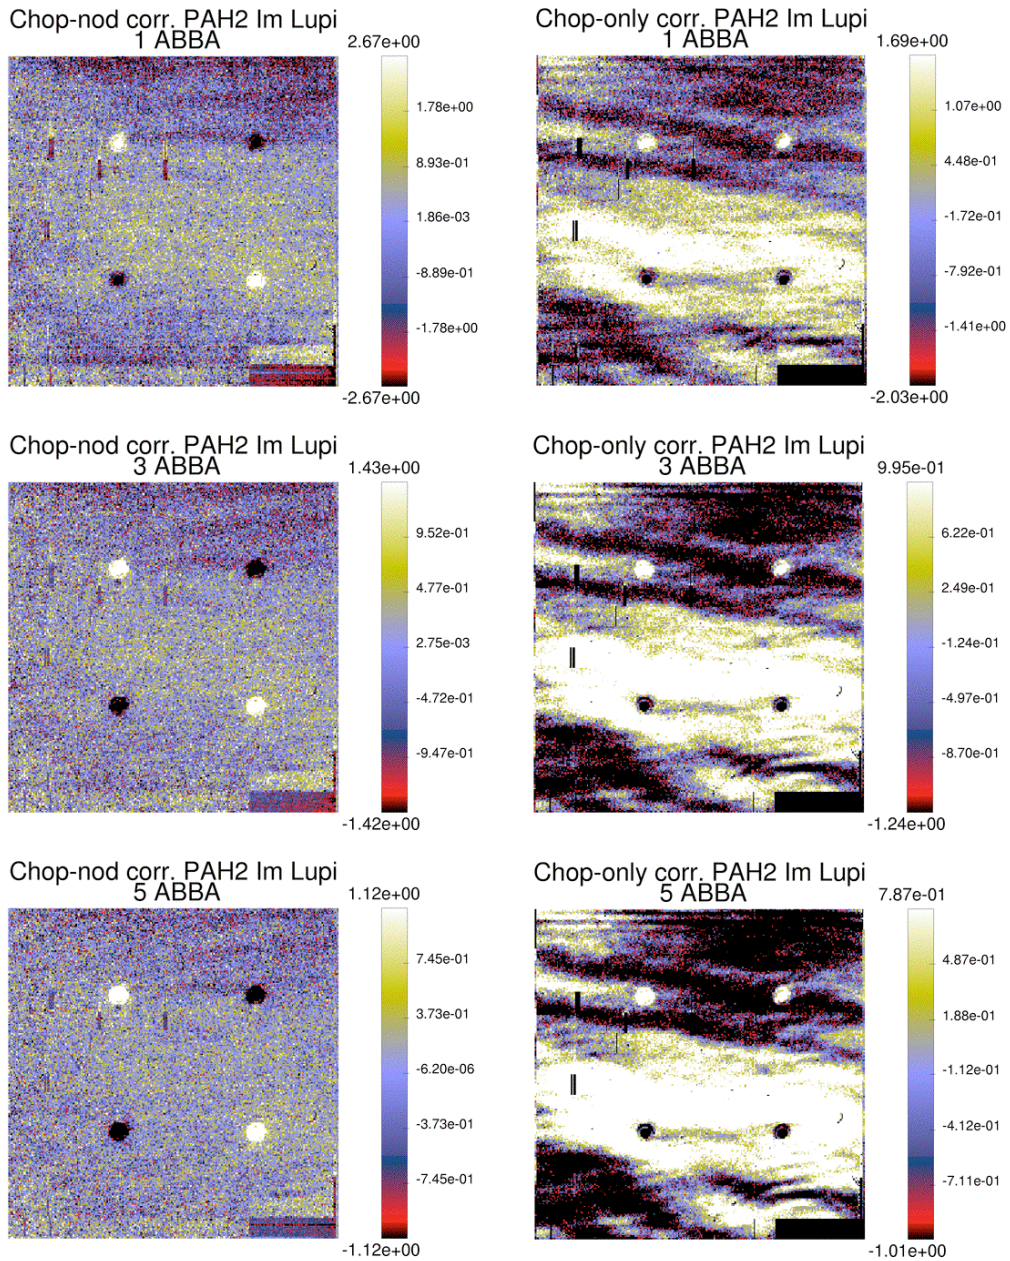 Chop-nod corr. PAH2 Im Lupi
1 ABBA
2.67e+00
1.78e+00
8.93e-01
1.86e-03
-8.89e-01
-1.78e+00
-2.67e+00
Chop-only corr. PAH2 Im Lupi
1 ABBA
1.69e+00
1.07e+00
4.48e-01
-1.72e-01
-7.92e-01
-1.41e+00
-2.03e+00
Chop-nod corr. PAH2 Im Lupi
3 ABBA
1.43e+00
9.52e-01
4.77e-01
2.75e-03
-4.72e-01
-9.47e-01
-1.42e+00
Chop-only corr. PAH2 Im Lupi
3 ABBA
9.95e-01
6.22e-01
2.49e-01
-1.24e-01
-4.97e-01
-8.70e-01
-1.24e+00
Chop-nod corr. PAH2 Im Lupi
5 ABBA
1.12e+00
7.45e-01
3.73e-01
-6.20e-06
-3.73e-01
-7.45e-01
-1.12e+00
Chop-only corr. PAH2 Im Lupi
5 ABBA
7.87e-01
4.87e-01
1.88e-01
-1.12e-01
-4.12e-01
-7.11e-01
-1.01e+00